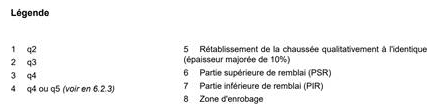 Légende
1 q2
2 q3
3 q4
4 q4 ou q5 (voir en 6.2.3)
5 Rétablissement de la chaussée qualitativement à l'identique
(épaisseur majorée de 10%)
6 Partie supérieure de remblai (PSR)
7 Partie inférieure de remblai (PIR)
8 Zone d'enrobage